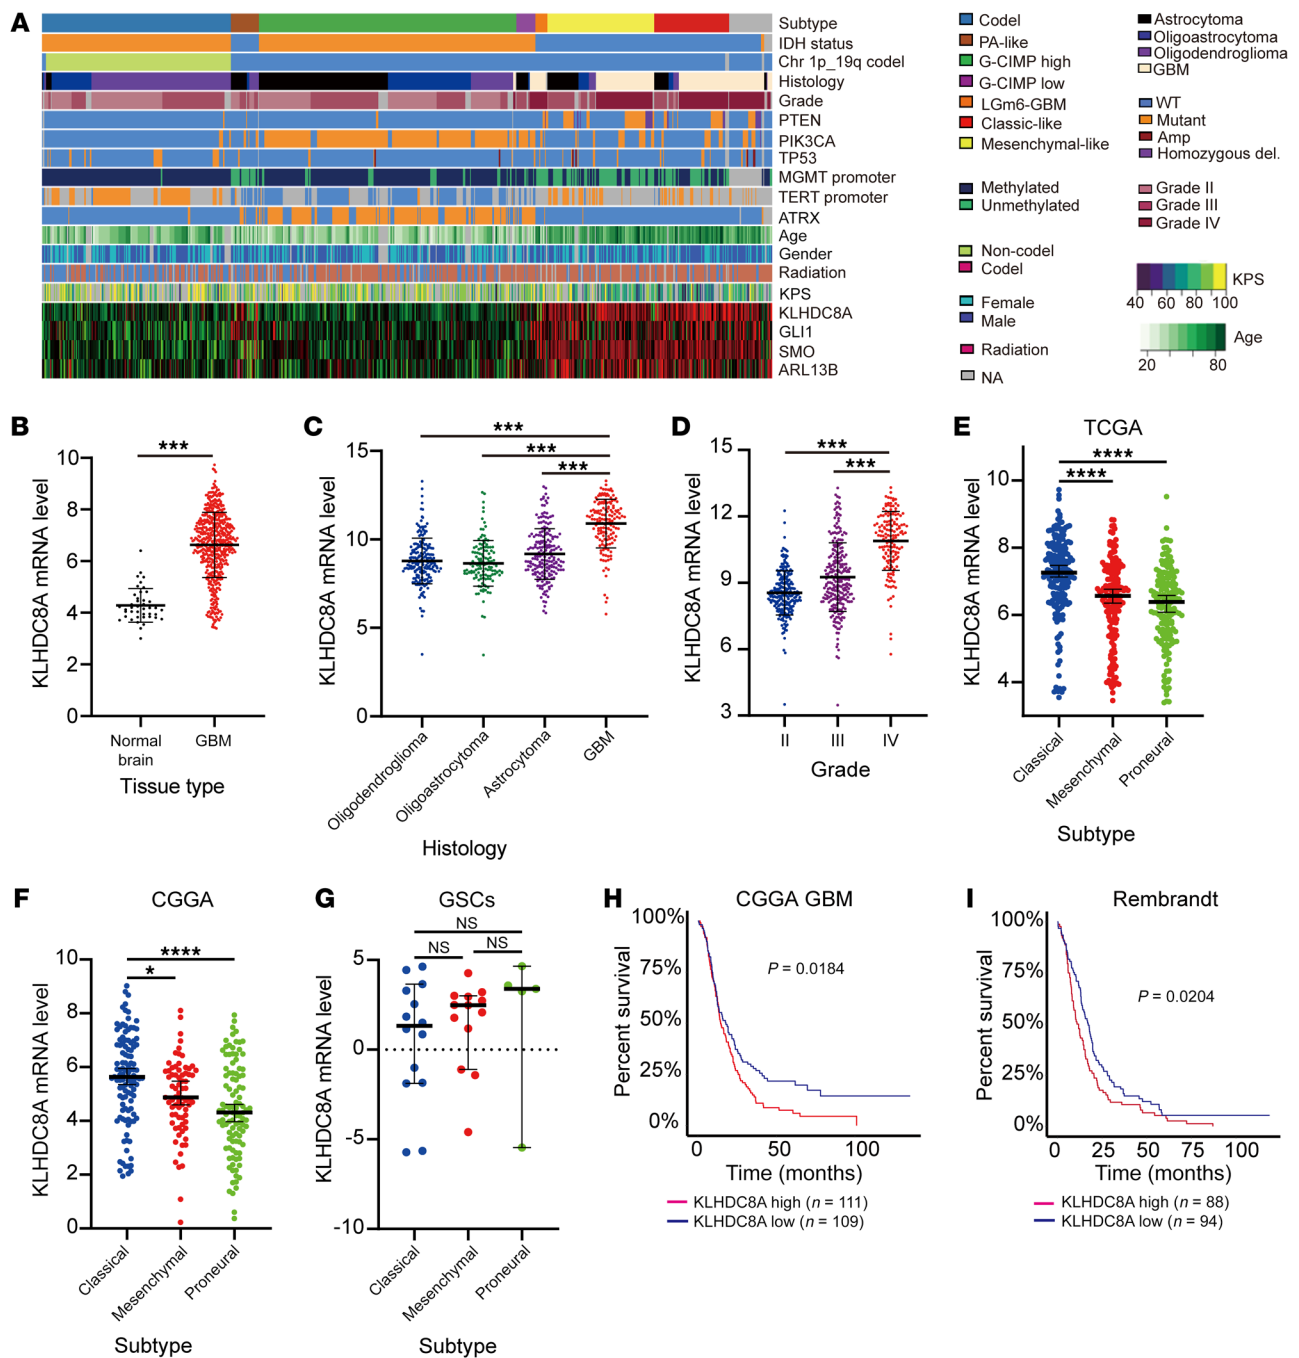 A
Subtype
IDH status
Chr 1p_19q codel
Histology
Grade
PTEN
PIK3CA
TP53
MGMT promoter
TERT promoter
ATRX
Age
Gender
Radiation
KPS
KLHDC8A
GLI1
SMO
ARL13B
Codel
PA-like
G-CIMP high
G-CIMP low
LGm6-GBM
Classic-like
Mesenchymal-like
Methylated
Unmethylated
Non-codel
Codel
Female
Male
Radiation
NA
Astrocytoma
Oligoastrocytoma
Oligodendroglioma
GBM
WT
Mutant
Amp
Homozygous del.
Grade II
Grade III
Grade IV
KPS
40 60 80 100
Age
20 80
B
***
KLHDC8A mRNA level
10
8
6
4
2
0
Normal brain
GBM
Tissue type
C
***
***
***
KLHDC8A mRNA level
15
10
5
0
Oligodendroglioma
Oligoastrocytoma
Astrocytoma
GBM
Histology
D
***
***
KLHDC8A mRNA level
15
12
9
6
3
II III IV
Grade
E
TCGA
****
****
KLHDC8A mRNA level
10
8
6
4
Classical
Mesenchymal
Proneural
Subtype
F
CGGA
****
*
KLHDC8A mRNA level
10
8
6
4
2
0
Classical
Mesenchymal
Proneural
Subtype
G
GSCs
NS
NS NS
KLHDC8A mRNA level
5
0
-5
-10
Classical
Mesenchymal
Proneural
Subtype
H
CGGA GBM
P = 0.0184
Percent survival
100%
75%
50%
25%
0%
0 50 100
Time (months)
KLHDC8A high (n = 111)
KLHDC8A low (n = 109)
I
Rembrandt
P = 0.0204
Percent survival
100%
75%
50%
25%
0%
0 25 50 75 100
Time (months)
KLHDC8A high (n = 88)
KLHDC8A low (n = 94)